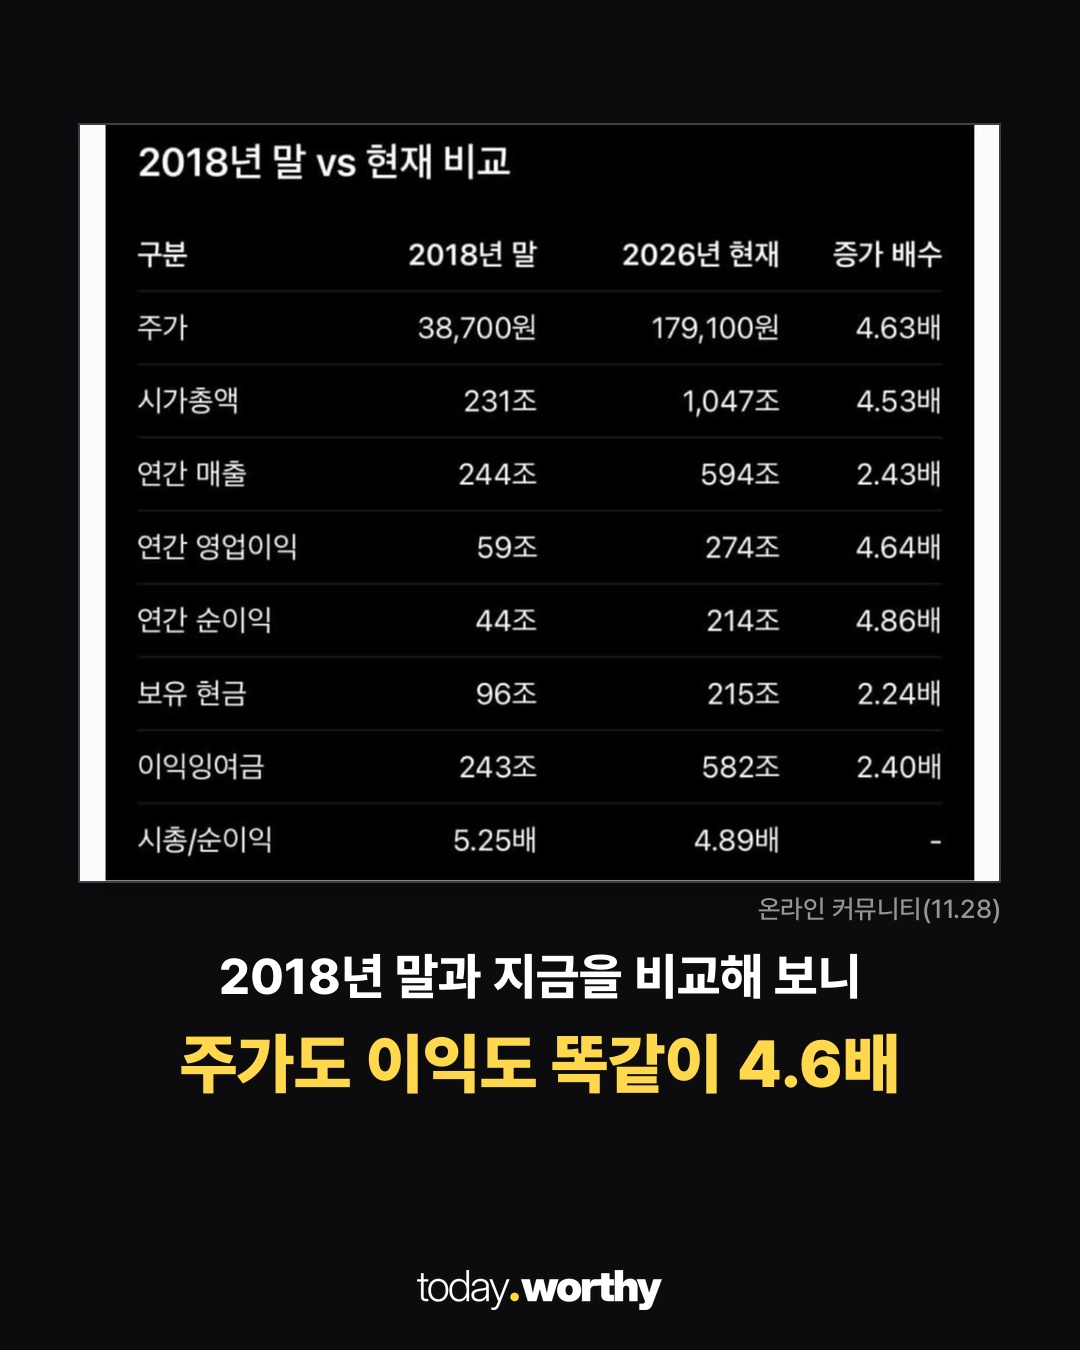 2018년 말 vs 현재 비교
구분 2018년 말 2026년 현재 증가 배수
주가 38,700원 179,100원 4.63배
시가총액 231조 1,047조 4.53배
연간 매출 244조 594조 2.43배
연간 영업이익 59조 274조 4.64배
연간 순이익 44조 214조 4.86배
보유 현금 96조 215조 2.24배
이익잉여금 243조 582조 2.40배
시총/순이익 5.25배 4.89배 -
온라인 커뮤니티(11.28)
2018년 말과 지금을 비교해 보니
주가도 이익도 똑같이 4.6배
today.worthy